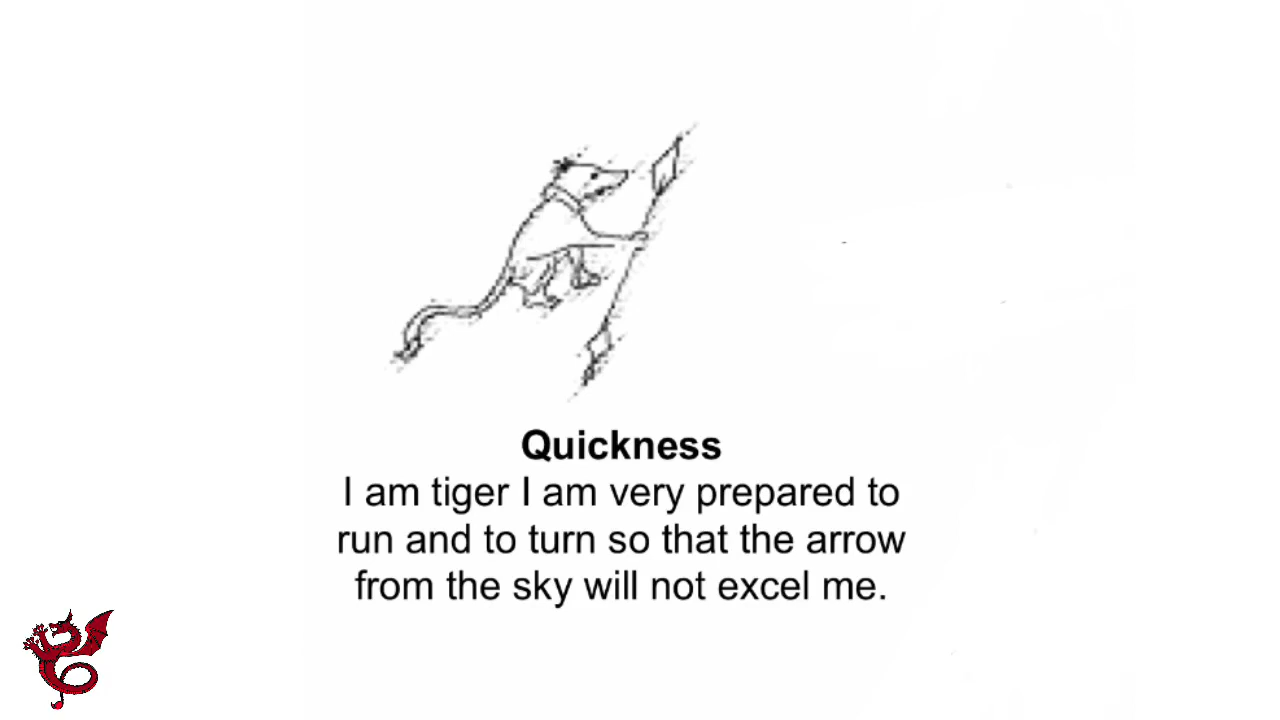 Quickness
I am tiger I am very prepared to
run and to turn so that the arrow
from the sky will not excel me.